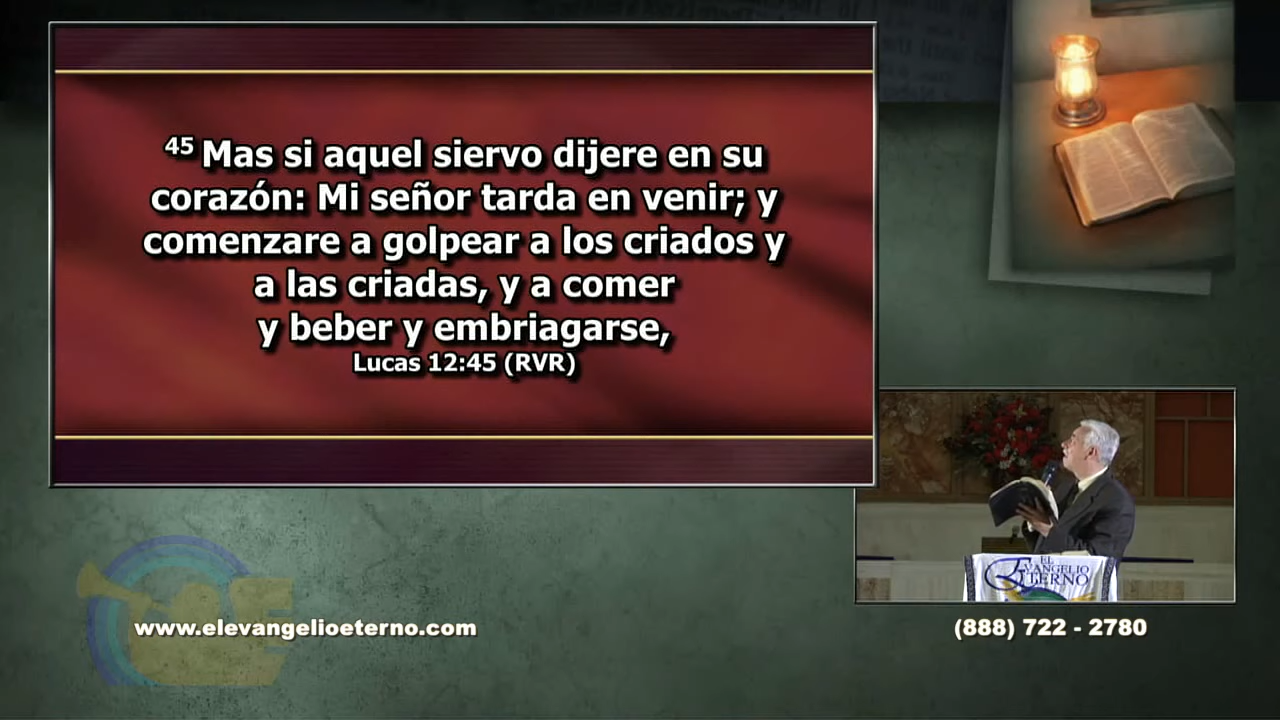 45 Mas si aquel siervo dijere en su
corazón: Mi señor tarda en venir; y
comenzare a golpear a los criados y
a las criadas, y a comer
y beber y embriagarse,
Lucas 12:45 (RVR)
EL
EVANGELIO
ETERNO
www.elevangelioeterno.com
(888) 722 - 2780